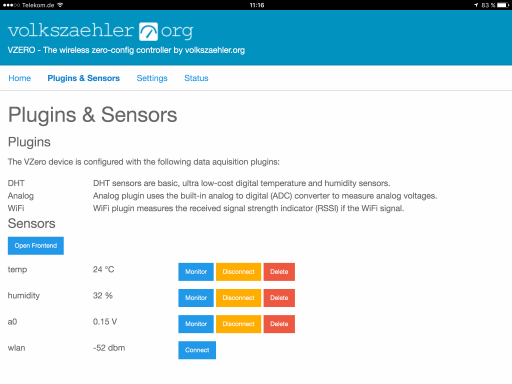 Telekom.de 11:16 83 %
volkszaehler.org
VZERO - The wireless zero-config controller by volkszaehler.org
Home Plugins & Sensors Settings Status
Plugins & Sensors
Plugins
The VZero device is configured with the following data aquisition plugins:
DHT DHT sensors are basic, ultra low-cost digital temperature and humidity sensors.
Analog Analog plugin uses the built-in analog to digital (ADC) converter to measure analog voltages.
WiFi WiFi plugin measures the received signal strength indicator (RSSI) if the WiFi signal.
Sensors
Open Frontend
temp 24 °C Monitor Disconnect Delete
humidity 32 % Monitor Disconnect Delete
a0 0.15 V Monitor Disconnect Delete
wlan -52 dbm Connect